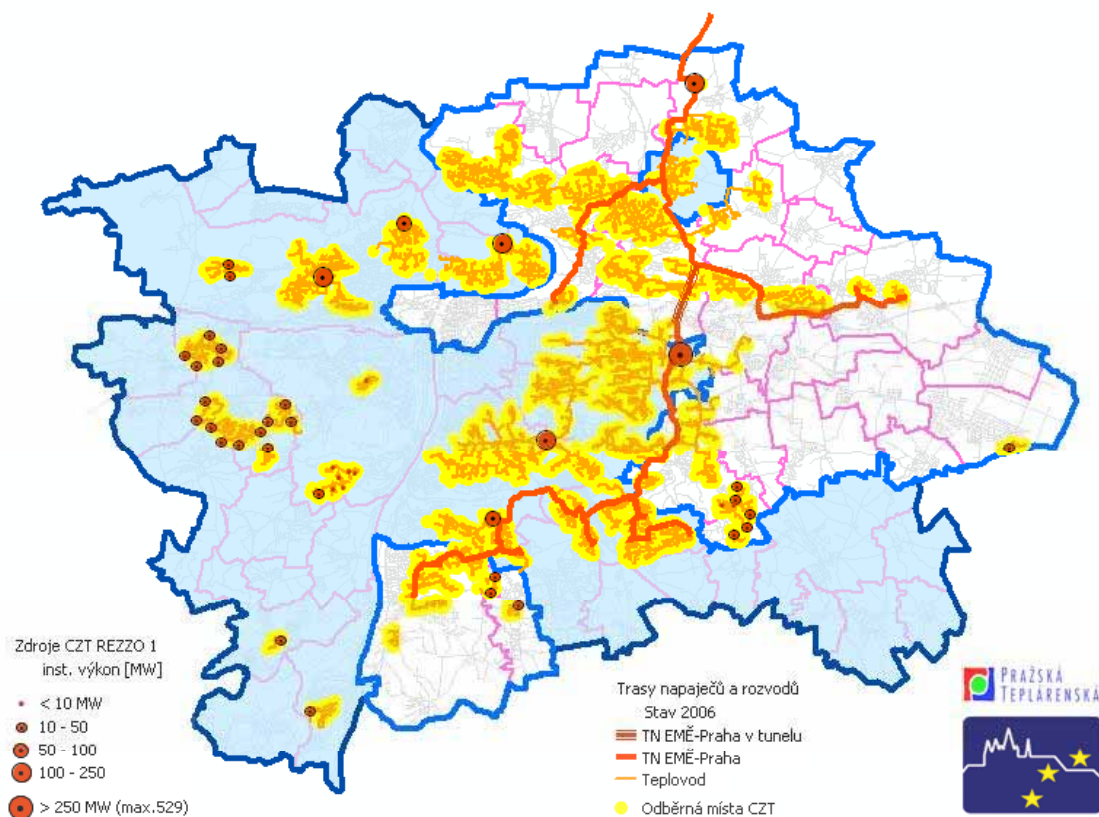 Zdroje CZT REZZO 1
inst. výkon [MW]
< 10 MW
10 - 50
50 - 100
100 - 250
> 250 MW (max.529)
Trasy napaječů a rozvodů
Stav 2006
TN EMĚ-Praha v tunelu
TN EMĚ-Praha
Teplovod
Odběrná místa CZT
PRAŽSKÁ
TEPLÁRENSKÁ